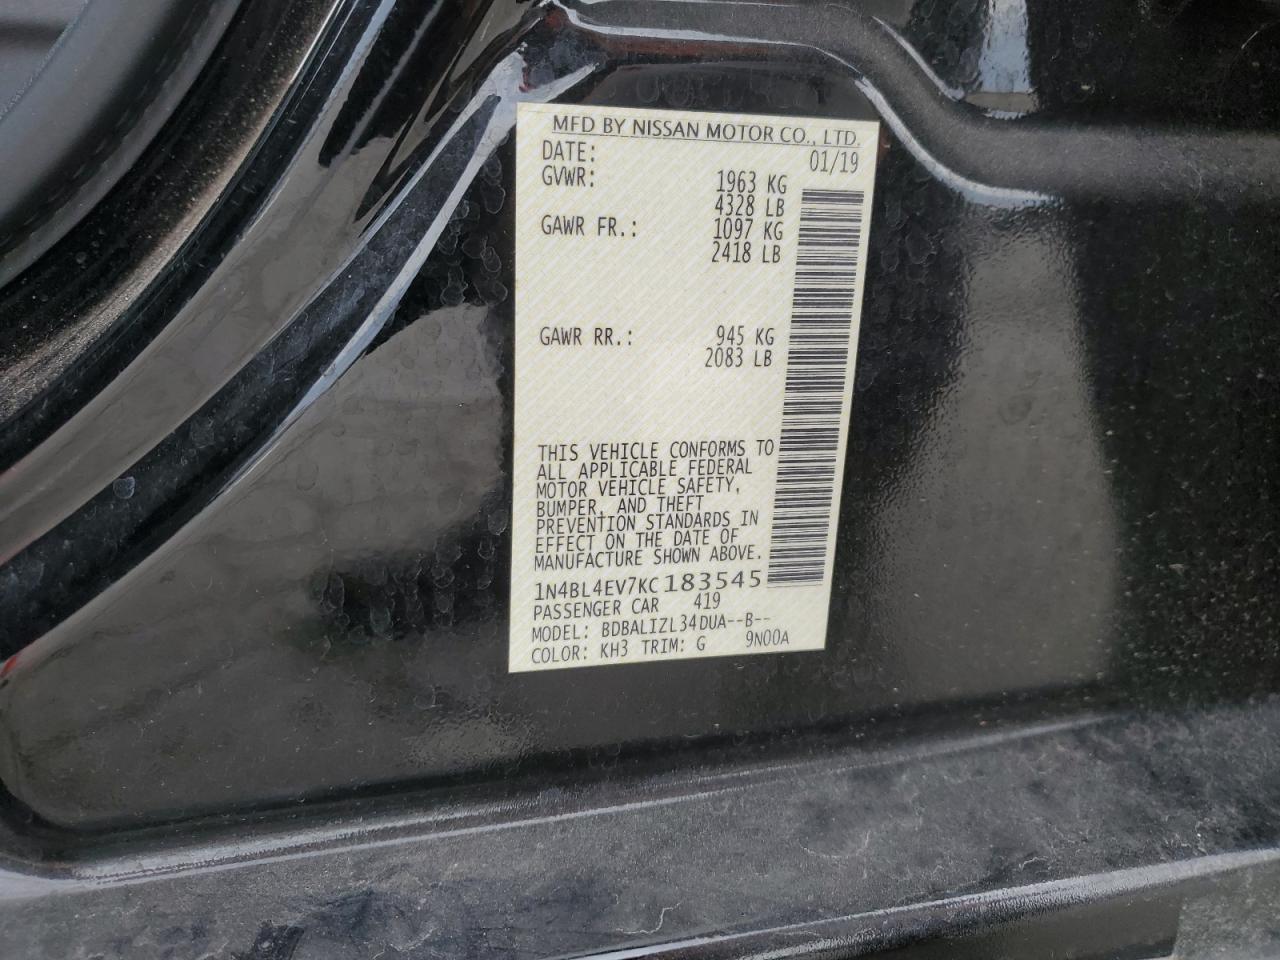 MFD BY NISSAN MOTOR CO., LTD.
DATE: 01/19
GVWR: 1963 KG
4328 LB
GAWR FR.: 1097 KG
2418 LB
GAWR RR.: 945 KG
2083 LB
THIS VEHICLE CONFORMS TO
ALL APPLICABLE FEDERAL
MOTOR VEHICLE SAFETY,
BUMPER, AND THEFT
PREVENTION STANDARDS IN
EFFECT ON THE DATE OF
MANUFACTURE SHOWN ABOVE.
1N4BL4EV7KC183545
PASSENGER CAR 419
MODEL: BDBALIZL34DUA--B--
COLOR: KH3 TRIM: G 9N00A